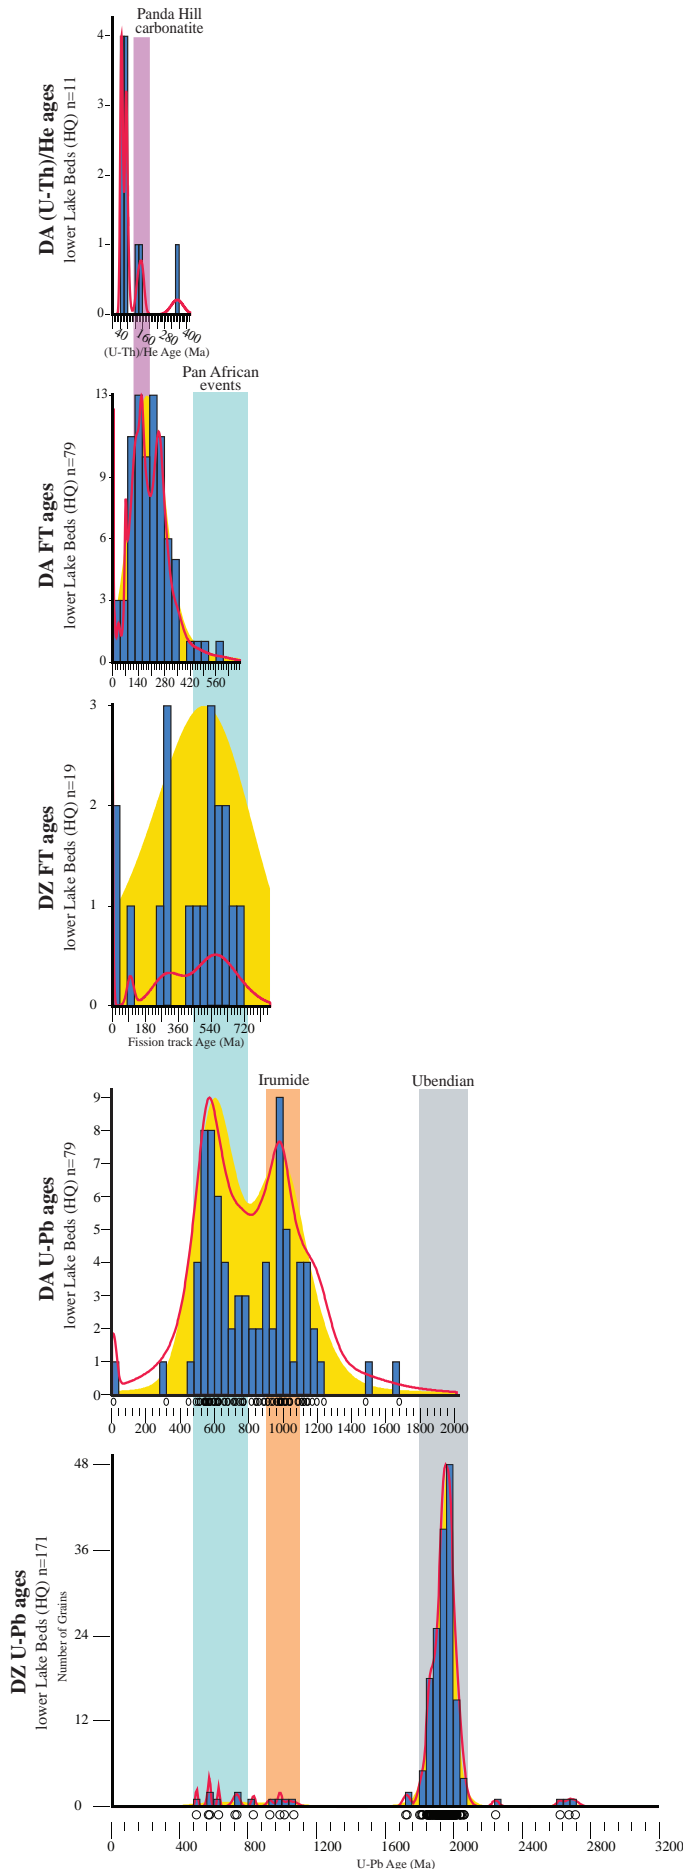 Panda Hill
carbonatite
DA (U-Th)/He ages
lower Lake Beds (HQ) n=11
4
3
2
1
0
40 160 280 400
(U-Th)/He Age (Ma)
Pan African
events
DA FT ages
lower Lake Beds (HQ) n=79
13
9
6
3
0
0 140 280 420 560
DZ FT ages
lower Lake Beds (HQ) n=19
3
2
1
0
0 180 360 540 720
Fission track Age (Ma)
Irumide
Ubendian
DA U-Pb ages
lower Lake Beds (HQ) n=79
9
8
7
6
5
4
3
2
1
0
0 200 400 600 800 1000 1200 1400 1600 1800 2000
DZ U-Pb ages
lower Lake Beds (HQ) n=171
Number of Grains
48
36
24
12
0
0 400 800 1200 1600 2000 2400 2800 3200
U-Pb Age (Ma)